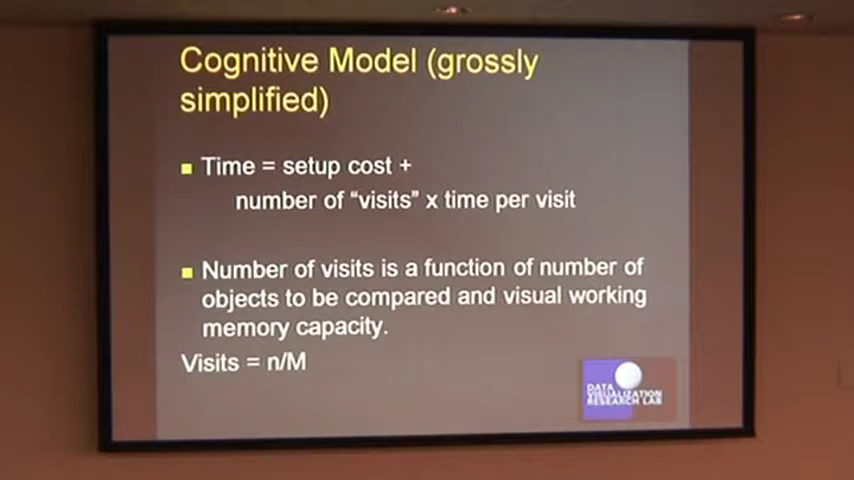 Cognitive Model (grossly
simplified)
Time = setup cost +
number of “visits” x time per visit
Number of visits is a function of number of
objects to be compared and visual working
memory capacity.
Visits = n/M
DATA
VISUALIZATION
RESEARCH LAB